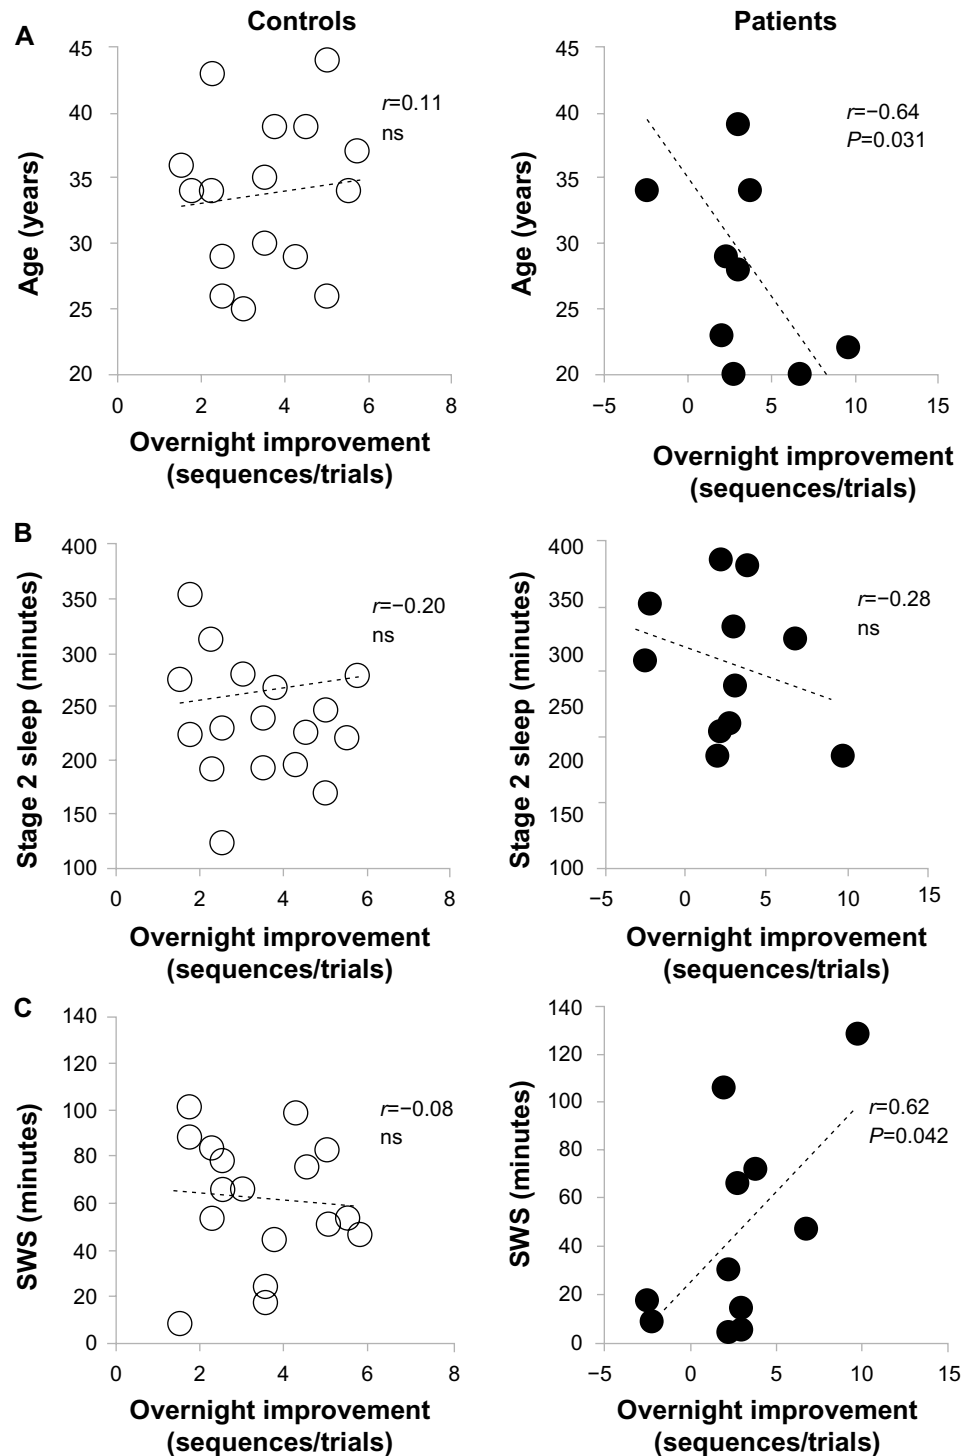 Controls
Patients
A
45
40
35
30
25
20
Age (years)
r=0.11
ns
0
2
4
6
8
Overnight improvement
(sequences/trials)
45
40
35
30
25
20
Age (years)
r=−0.64
P=0.031
−5
0
5
10
15
Overnight improvement
(sequences/trials)
B
400
350
300
250
200
150
100
Stage 2 sleep (minutes)
r=−0.20
ns
0
2
4
6
8
Overnight improvement
(sequences/trials)
400
350
300
250
200
150
100
Stage 2 sleep (minutes)
r=−0.28
ns
−5
0
5
10
15
Overnight improvement
(sequences/trials)
C
140
120
100
80
60
40
20
0
SWS (minutes)
r=−0.08
ns
0
2
4
6
8
Overnight improvement
(sequences/trials)
140
120
100
80
60
40
20
0
SWS (minutes)
r=0.62
P=0.042
−5
0
5
10
15
Overnight improvement
(sequences/trials)